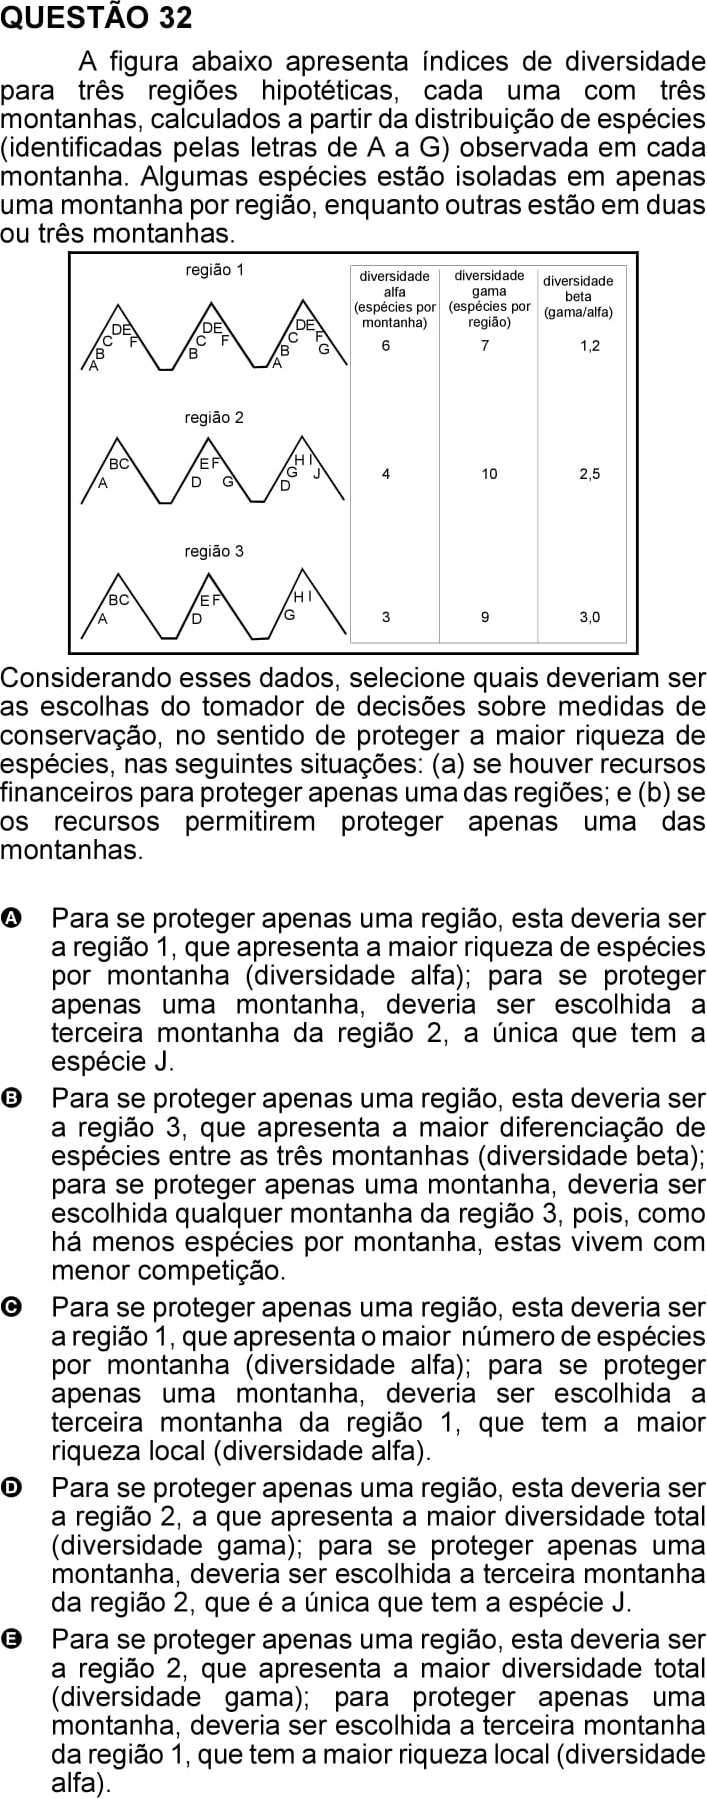 QUESTÃO 32
A figura abaixo apresenta índices de diversidade
para três regiões hipotéticas, cada uma com três
montanhas, calculados a partir da distribuição de espécies
(identificadas pelas letras de A a G) observada em cada
montanha. Algumas espécies estão isoladas em apenas
uma montanha por região, enquanto outras estão em duas
ou três montanhas.
região 1
A B C DE F
B C DE F
A B C DE F G
diversidade
alfa
(espécies por
montanha)
6
diversidade
gama
(espécies por
região)
7
diversidade
beta
(gama/alfa)
1,2
região 2
A BC
D E F G
D G H I J
4
10
2,5
região 3
A BC
D E F
G H I
3
9
3,0
Considerando esses dados, selecione quais deveriam ser
as escolhas do tomador de decisões sobre medidas de
conservação, no sentido de proteger a maior riqueza de
espécies, nas seguintes situações: (a) se houver recursos
financeiros para proteger apenas uma das regiões; e (b) se
os recursos permitirem proteger apenas uma das
montanhas.
A Para se proteger apenas uma região, esta deveria ser
a região 1, que apresenta a maior riqueza de espécies
por montanha (diversidade alfa); para se proteger
apenas uma montanha, deveria ser escolhida a
terceira montanha da região 2, a única que tem a
espécie J.
B Para se proteger apenas uma região, esta deveria ser
a região 3, que apresenta a maior diferenciação de
espécies entre as três montanhas (diversidade beta);
para se proteger apenas uma montanha, deveria ser
escolhida qualquer montanha da região 3, pois, como
há menos espécies por montanha, estas vivem com
menor competição.
C Para se proteger apenas uma região, esta deveria ser
a região 1, que apresenta o maior número de espécies
por montanha (diversidade alfa); para se proteger
apenas uma montanha, deveria ser escolhida a
terceira montanha da região 1, que tem a maior
riqueza local (diversidade alfa).
D Para se proteger apenas uma região, esta deveria ser
a região 2, a que apresenta a maior diversidade total
(diversidade gama); para se proteger apenas uma
montanha, deveria ser escolhida a terceira montanha
da região 2, que é a única que tem a espécie J.
E Para se proteger apenas uma região, esta deveria ser
a região 2, que apresenta a maior diversidade total
(diversidade gama); para proteger apenas uma
montanha, deveria ser escolhida a terceira montanha
da região 1, que tem a maior riqueza local (diversidade
alfa).